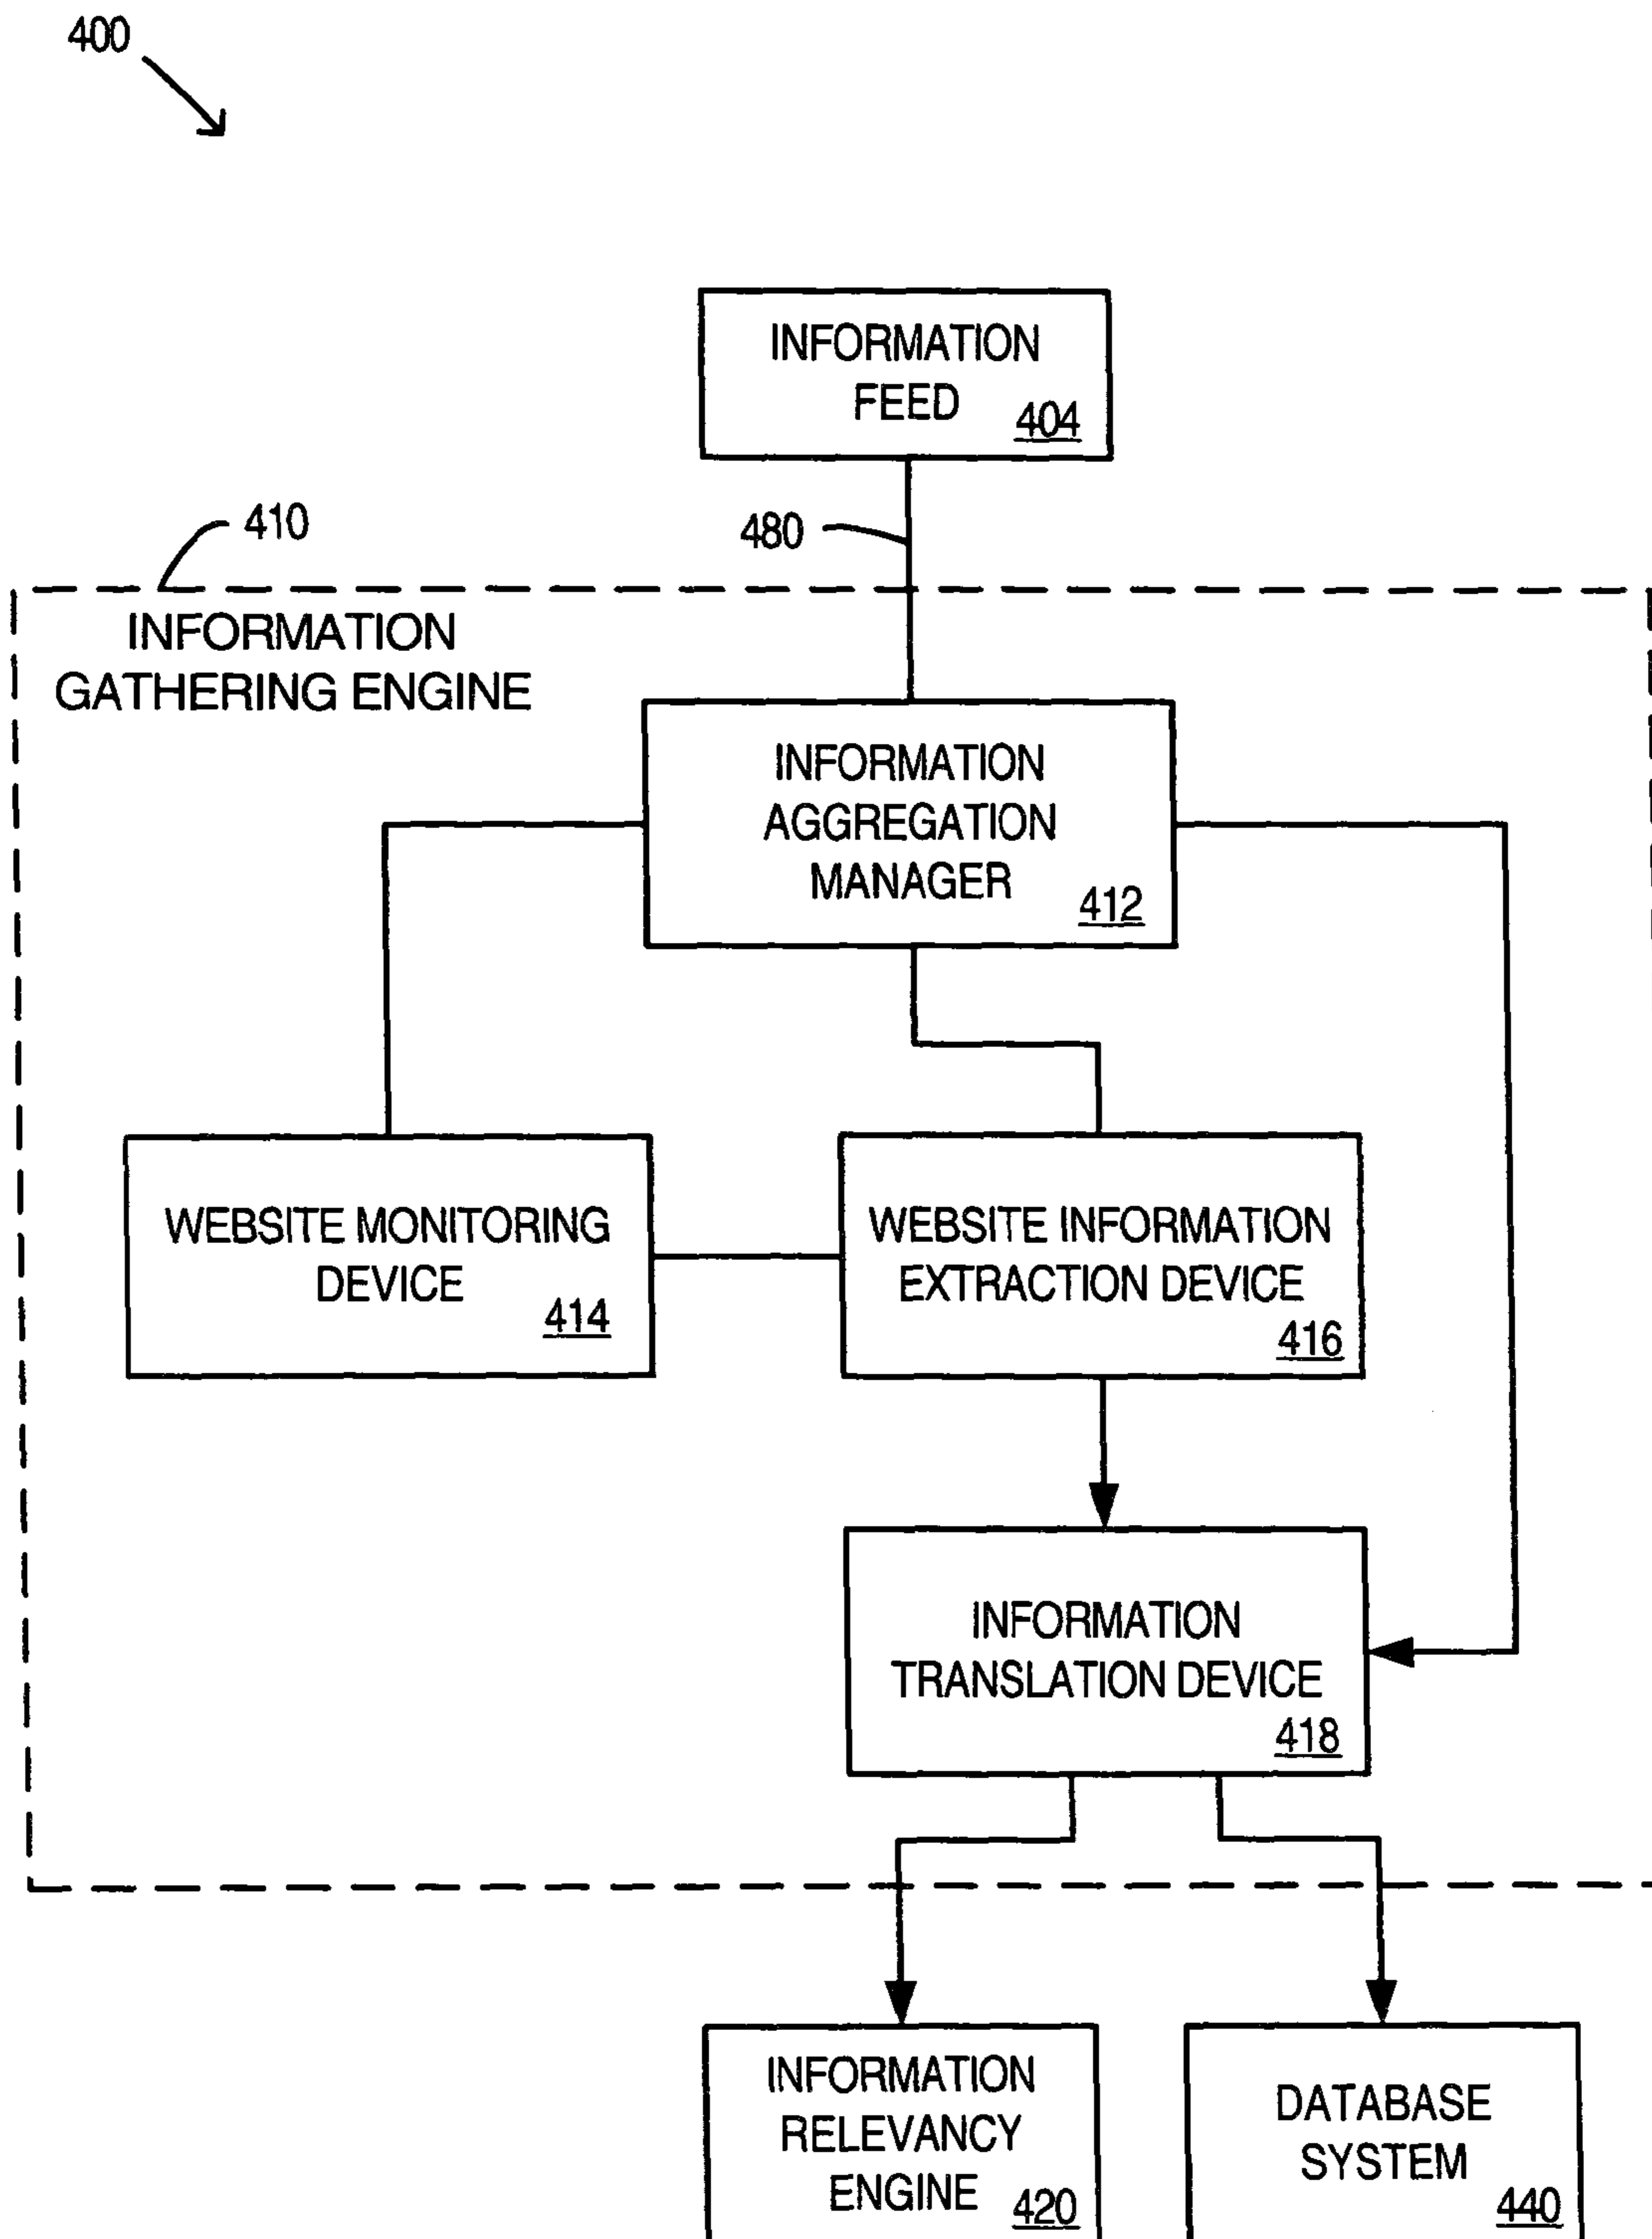 400
INFORMATION
FEED
404
410
480
INFORMATION
GATHERING ENGINE
INFORMATION
AGGREGATION
MANAGER
412
WEBSITE MONITORING
DEVICE
414
WEBSITE INFORMATION
EXTRACTION DEVICE
416
INFORMATION
TRANSLATION DEVICE
418
INFORMATION
RELEVANCY
ENGINE
420
DATABASE
SYSTEM
440